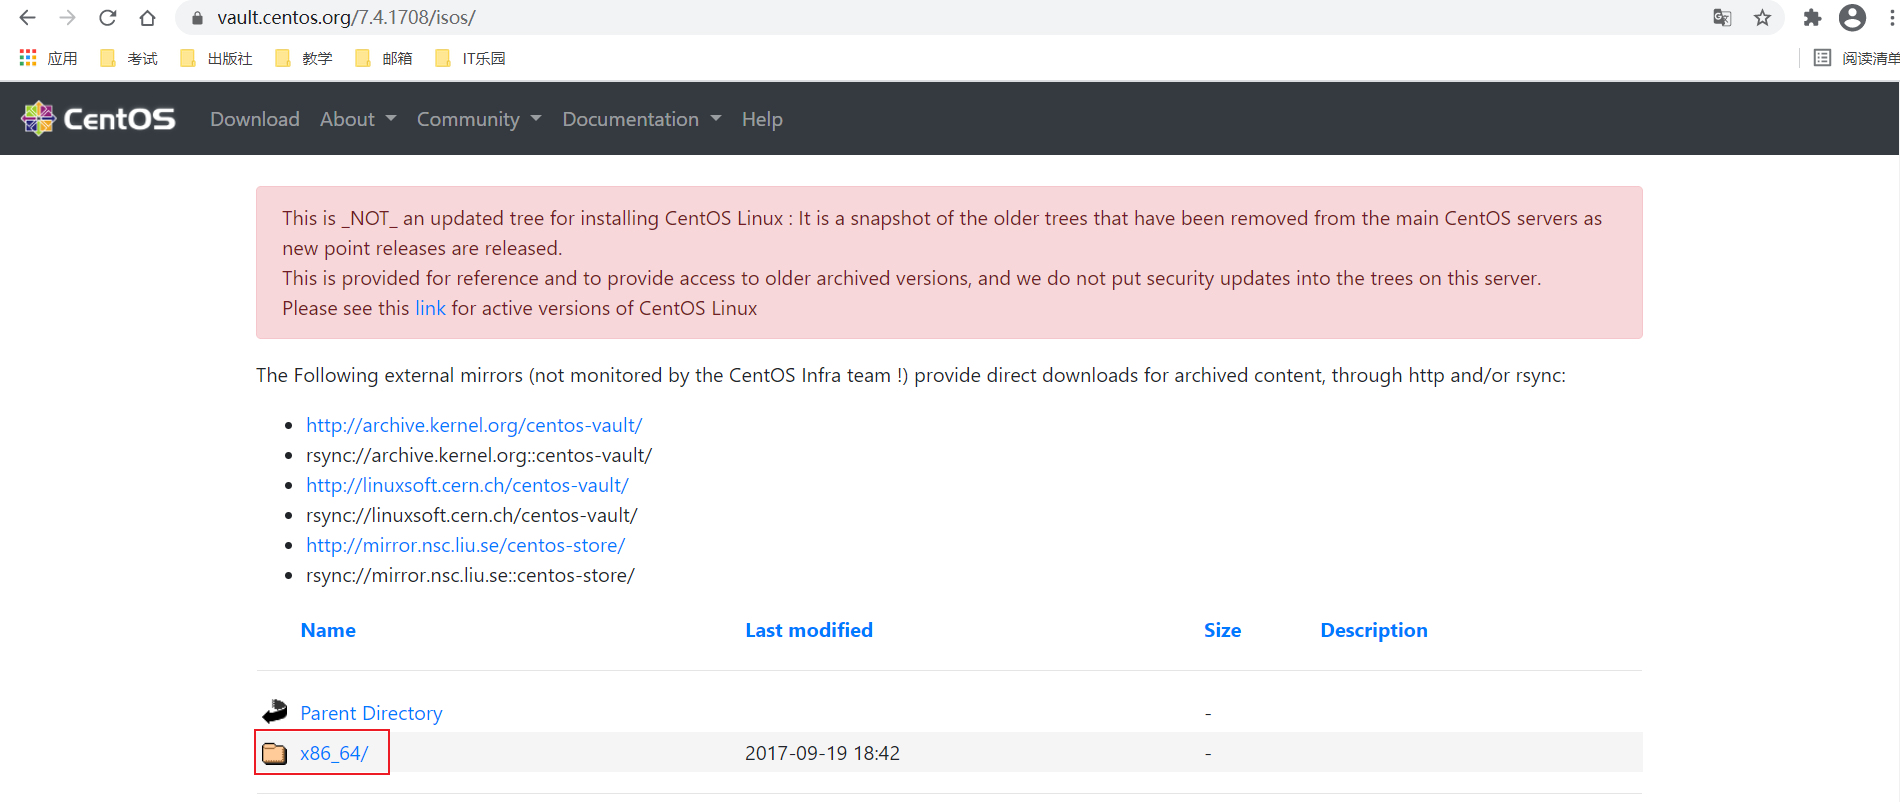 vault.centos.org/7.4.1708/isos/
应用 考试 出版社 教学 邮箱 IT乐园 阅读清单
CentOS Download About Community Documentation Help
This is _NOT_ an updated tree for installing CentOS Linux : It is a snapshot of the older trees that have been removed from the main CentOS servers as
new point releases are released.
This is provided for reference and to provide access to older archived versions, and we do not put security updates into the trees on this server.
Please see this link for active versions of CentOS Linux
The Following external mirrors (not monitored by the CentOS Infra team !) provide direct downloads for archived content, through http and/or rsync:
http://archive.kernel.org/centos-vault/
rsync://archive.kernel.org::centos-vault/
http://linuxsoft.cern.ch/centos-vault/
rsync://linuxsoft.cern.ch/centos-vault/
http://mirror.nsc.liu.se/centos-store/
rsync://mirror.nsc.liu.se::centos-store/
Name Last modified Size Description
Parent Directory -
x86_64/ 2017-09-19 18:42 -